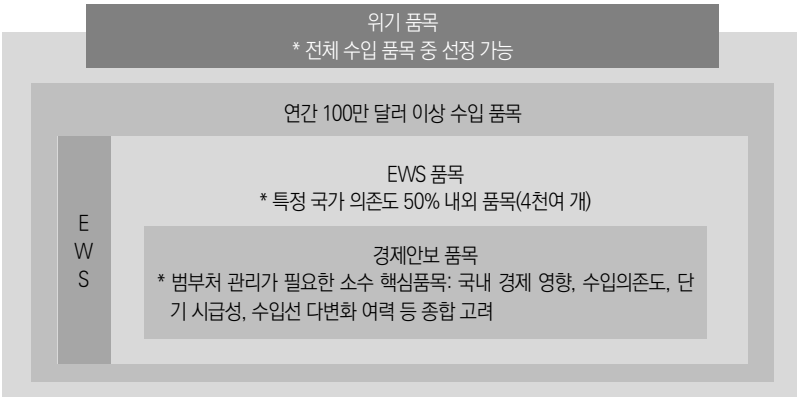 위기 품목
* 전체 수입 품목 중 선정 가능
연간 100만 달러 이상 수입 품목
E
W
S
EWS 품목
* 특정 국가 의존도 50% 내외 품목(4천여 개)
경제안보 품목
* 범부처 관리가 필요한 소수 핵심품목: 국내 경제 영향, 수입의존도, 단
기 시급성, 수입선 다변화 여력 등 종합 고려